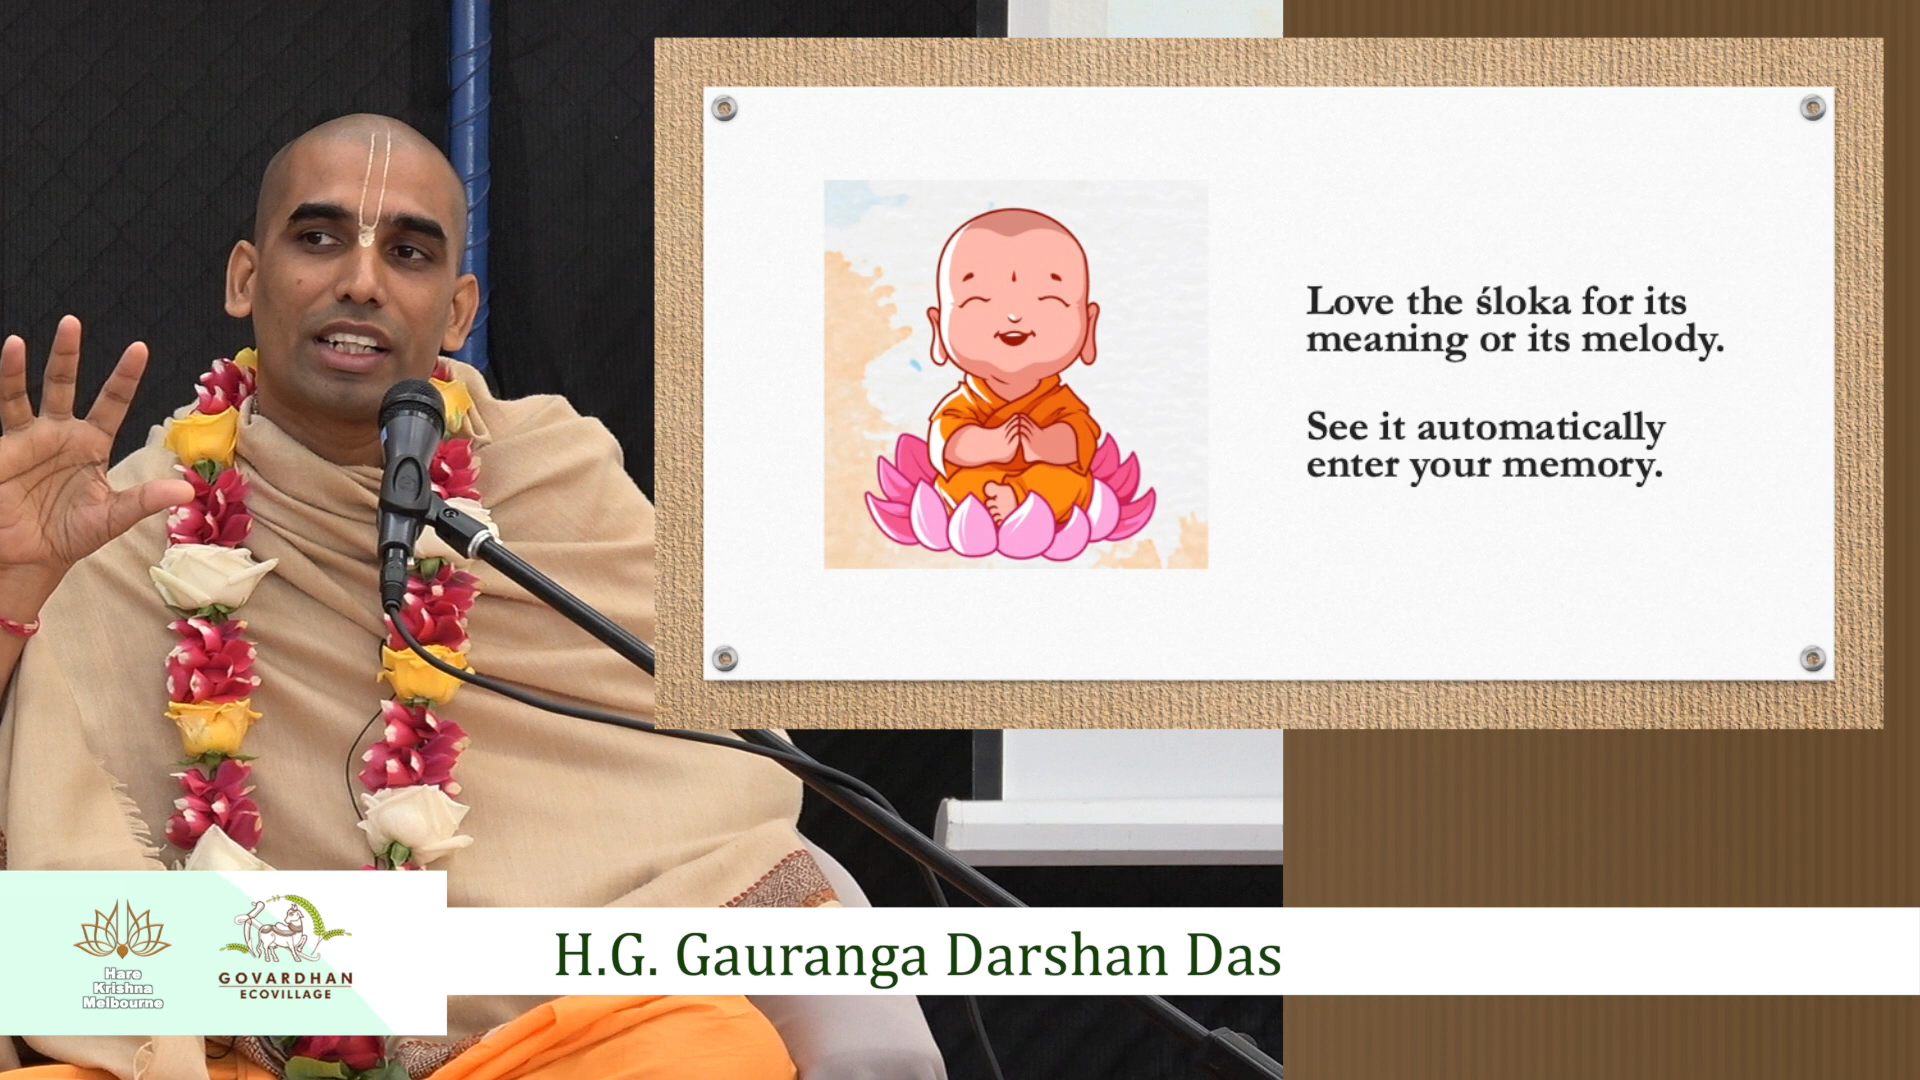 Love the śloka for its
meaning or its melody.
See it automatically
enter your memory.
Hare
Krishna
Melbourne
GOVARDHAN
ECOVILLAGE
H.G. Gauranga Darshan Das